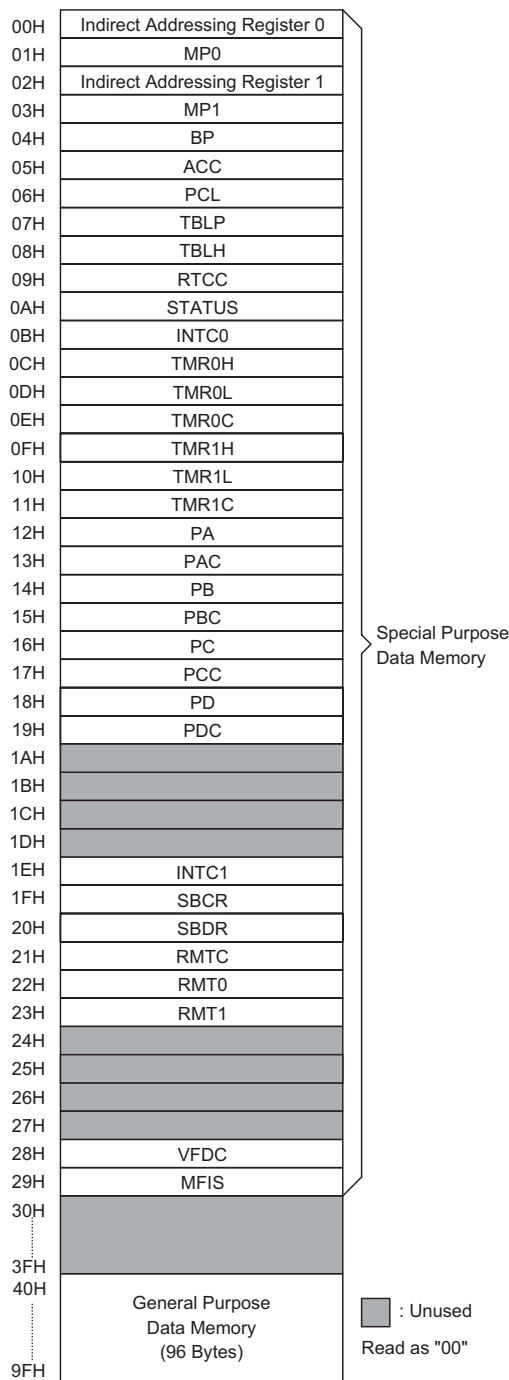 00H Indirect Addressing Register 0
01H MP0
02H Indirect Addressing Register 1
03H MP1
04H BP
05H ACC
06H PCL
07H TBLP
08H TBLH
09H RTCC
0AH STATUS
0BH INTC0
0CH TMR0H
0DH TMR0L
0EH TMR0C
0FH TMR1H
10H TMR1L
11H TMR1C
12H PA
13H PAC
14H PB
15H PBC
16H PC
17H PCC
18H PD
19H PDC
1AH
1BH
1CH
1DH
1EH INTC1
1FH SBCR
20H SBDR
21H RMTC
22H RMT0
23H RMT1
24H
25H
26H
27H
28H VFDC
29H MFIS
30H
3FH
40H
General Purpose
Data Memory
(96 Bytes)
9FH
Special Purpose
Data Memory
: Unused
Read as "00"